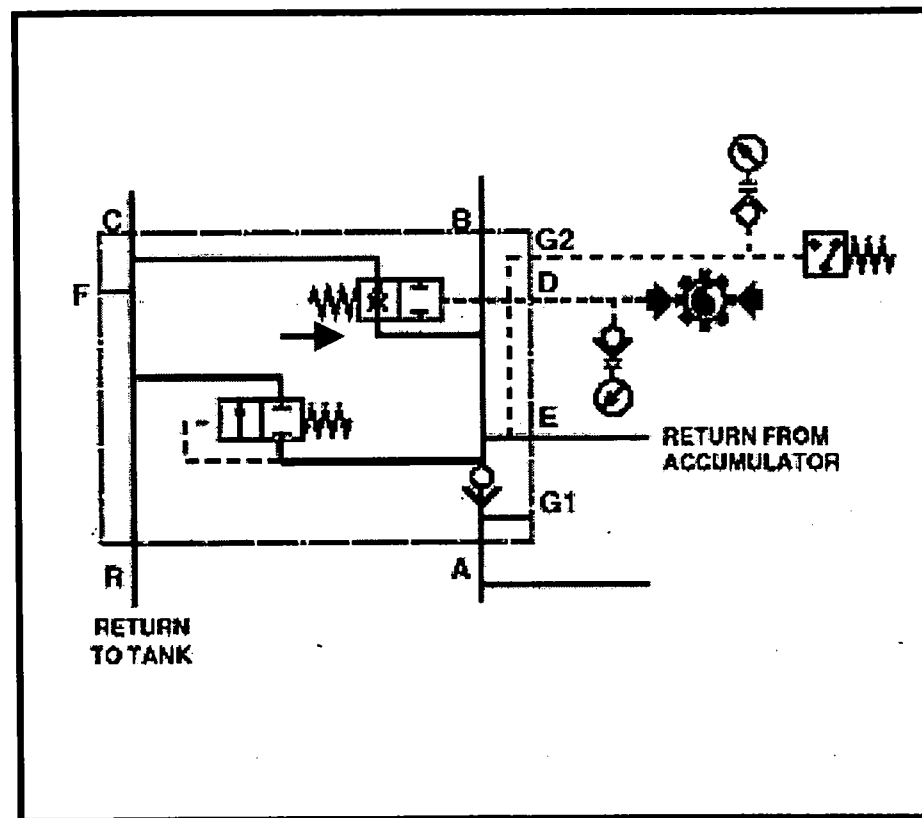 C
B
G2
F
D
E
RETURN FROM
ACCUMULATOR
G1
R
A
RETURN
TO TANK